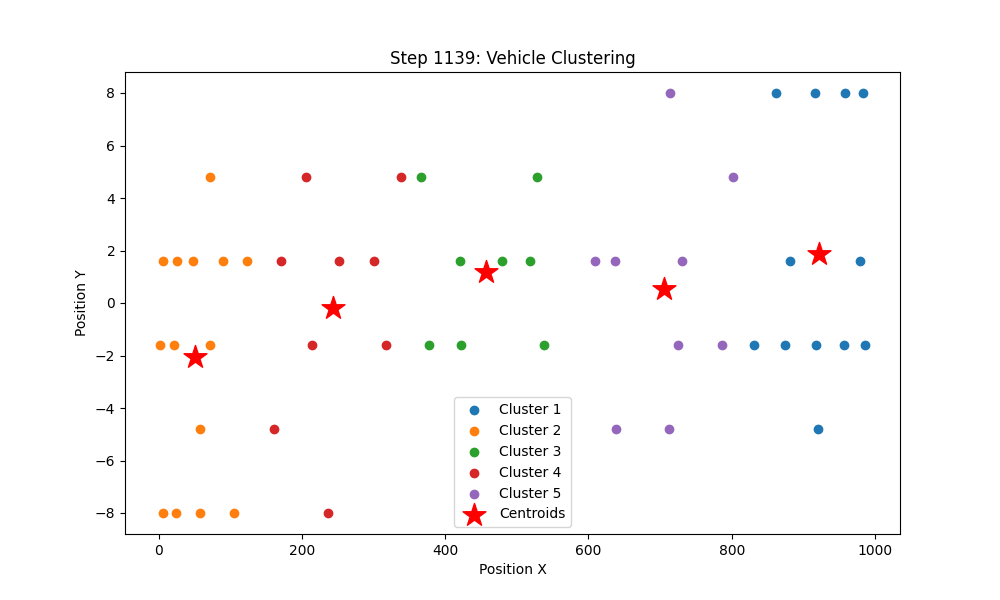 Step 1139: Vehicle Clustering
8
6
4
2
0
−2
−4
−6
−8
Position Y
Cluster 1
Cluster 2
Cluster 3
Cluster 4
Cluster 5
Centroids
0 200 400 600 800 1000
Position X